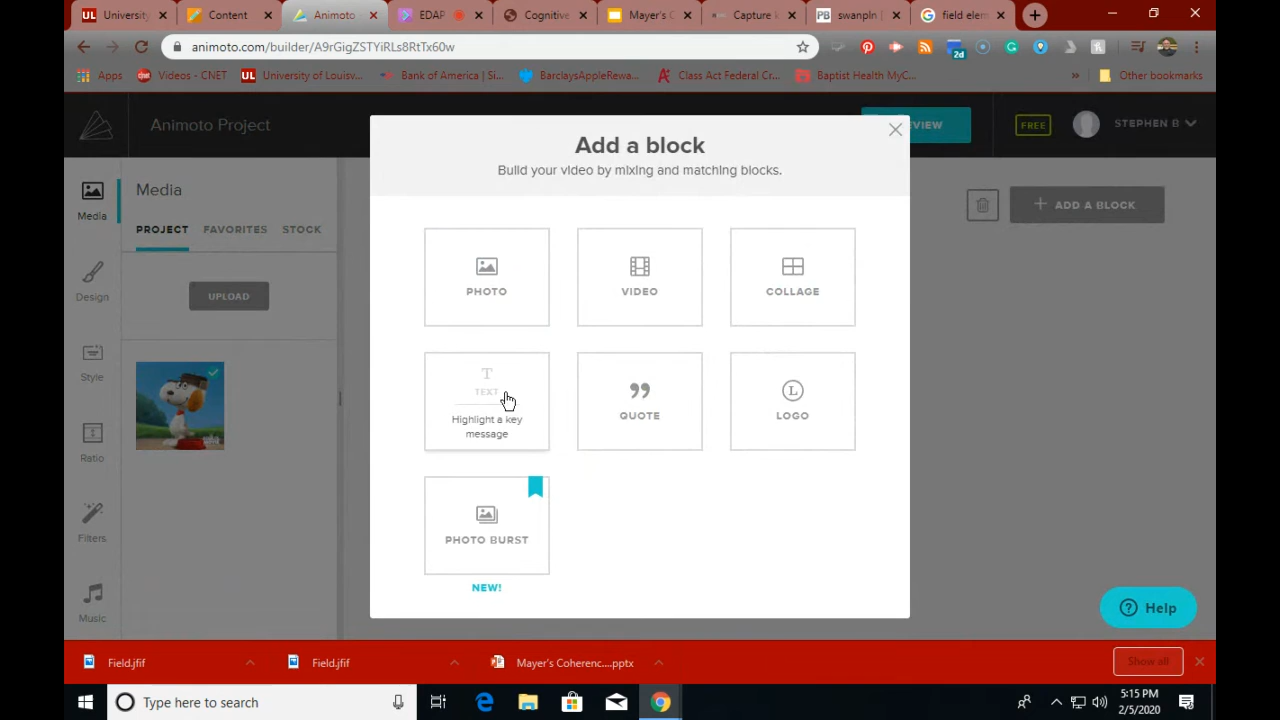 University
Content
Animoto
EDAP
Cognitive
Mayer's C
Capture k
PB swanpln |
G field elem
animoto.com/builder/A9rGigZSTYiRLs8RtTx60w
2d
Apps
Videos - CNET
University of Louisv...
Bank of America | Si...
BarclaysAppleRewa...
Class Act Federal Cr...
Baptist Health MyC...
»
Other bookmarks
Animoto Project
VIEW
FREE
STEPHEN B
Add a block
Build your video by mixing and matching blocks.
Media
Design
Style
Ratio
Filters
Music
Media
PROJECT FAVORITES STOCK
UPLOAD
+ ADD A BLOCK
PHOTO
VIDEO
COLLAGE
T
TEXT
Highlight a key
message
QUOTE
L
LOGO
PHOTO BURST
NEW!
? Help
Field.jfif
Field.jfif
Mayer's Coherenc....pptx
Show all
Type here to search
5:15 PM
2/5/2020